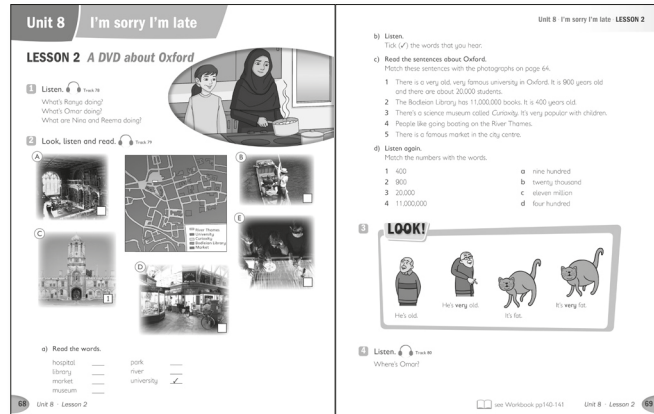 Unit 8 I'm sorry I'm late
LESSON 2 A DVD about Oxford
1 Listen. Track 78
What's Ranya doing?
What's Omar doing?
What are Nina and Reema doing?
2 Look, listen and read. Track 79
A
B
C
1
D
E
River Thames
University
Curiosity
Bodleian Library
Market
a) Read the words.
hospital ___
library ___
market ___
museum ___
park ___
river ___
university ✓
68 Unit 8 · Lesson 2
Unit 8 · I'm sorry I'm late · LESSON 2
b) Listen.
Tick (✓) the words that you hear.
c) Read the sentences about Oxford.
Match these sentences with the photographs on page 64.
1 There is a very old, very famous university in Oxford. It is 900 years old
and there are about 20,000 students.
2 The Bodleian Library has 11,000,000 books. It is 400 years old.
3 There's a science museum called Curiosity. It's very popular with children.
4 People like going boating on the River Thames.
5 There is a famous market in the city centre.
d) Listen again.
Match the numbers with the words.
1 400 a nine hundred
2 900 b twenty thousand
3 20,000 c eleven million
4 11,000,000 d four hundred
3 LOOK!
He's old.
He's very old.
It's fat.
It's very fat.
4 Listen. Track 80
Where's Omar?
see Workbook pp140-141 Unit 8 · Lesson 2 69